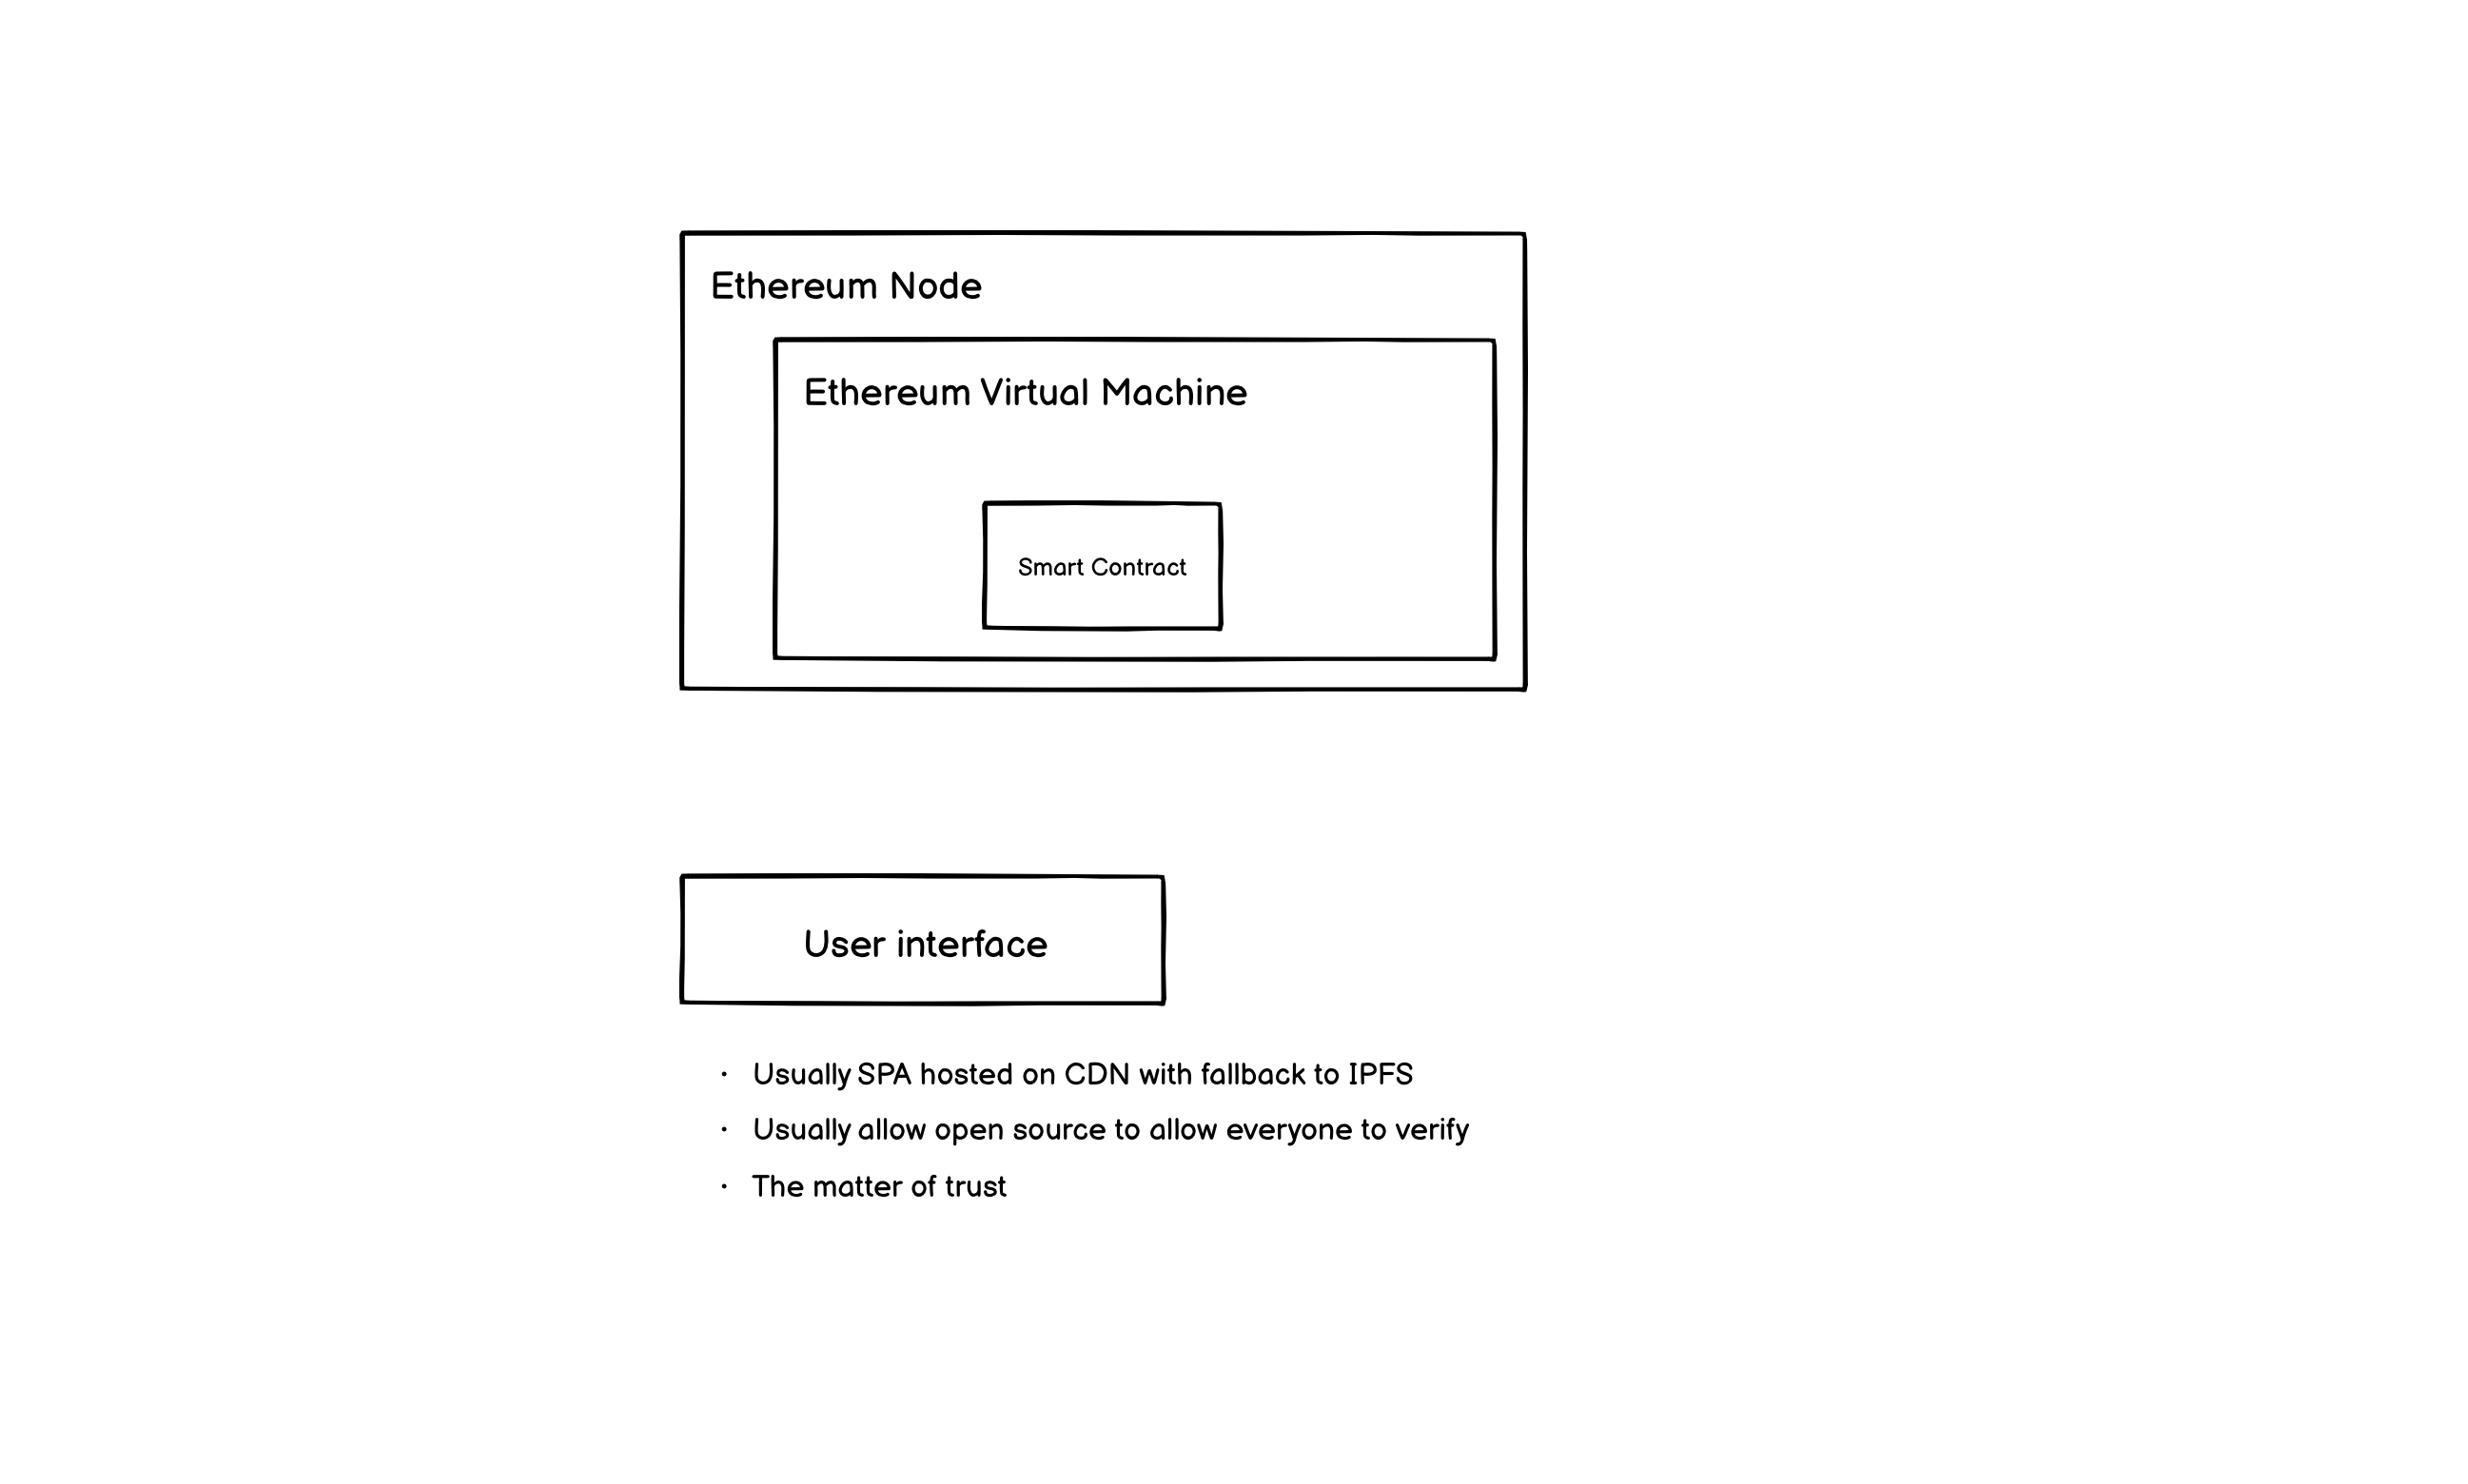 Ethereum Node
Ethereum Virtual Machine
Smart Contract
User interface
· Usually SPA hosted on CDN with fallback to IPFS
· Usually allow open source to allow everyone to verify
· The matter of trust